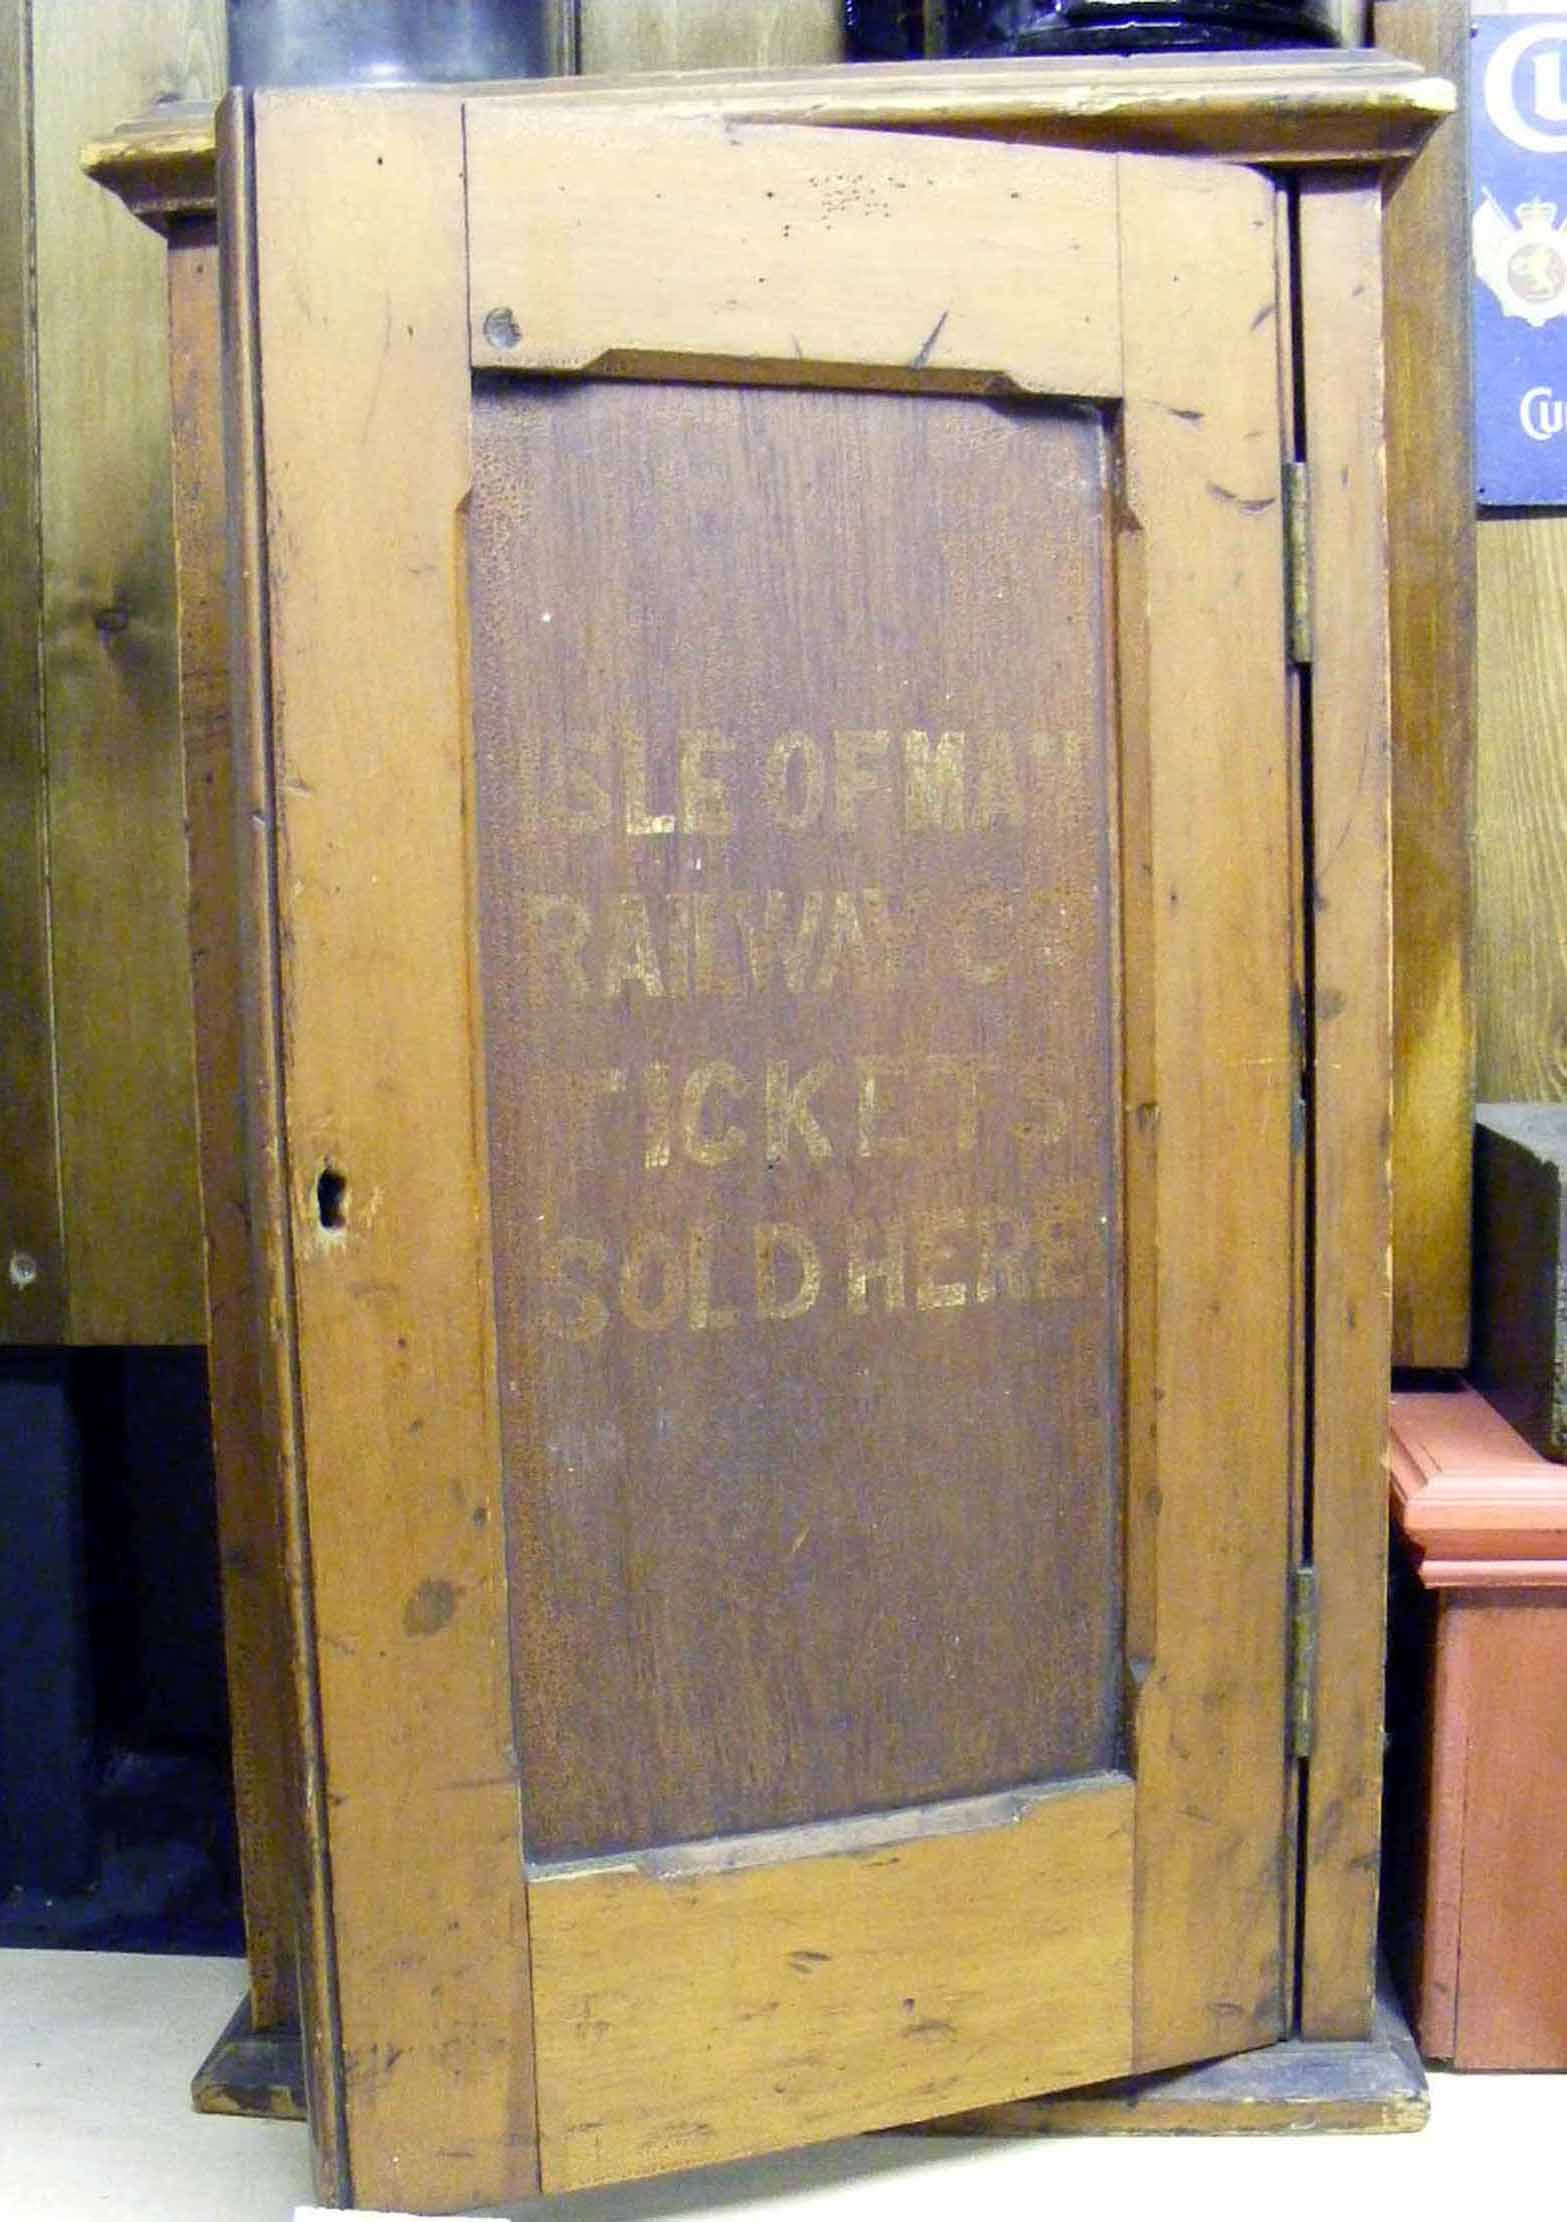 ISLE OF MAN
RAILWAY Co
TICKETS
SOLD HERE